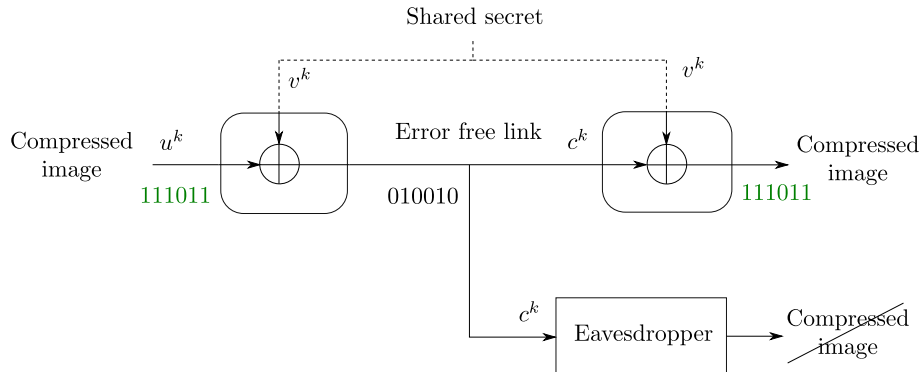 Shared secret
v^k
v^k
Compressed
image
u^k
Error free link
c^k
Compressed
image
111011
010010
111011
c^k
Eavesdropper
Compressed
image